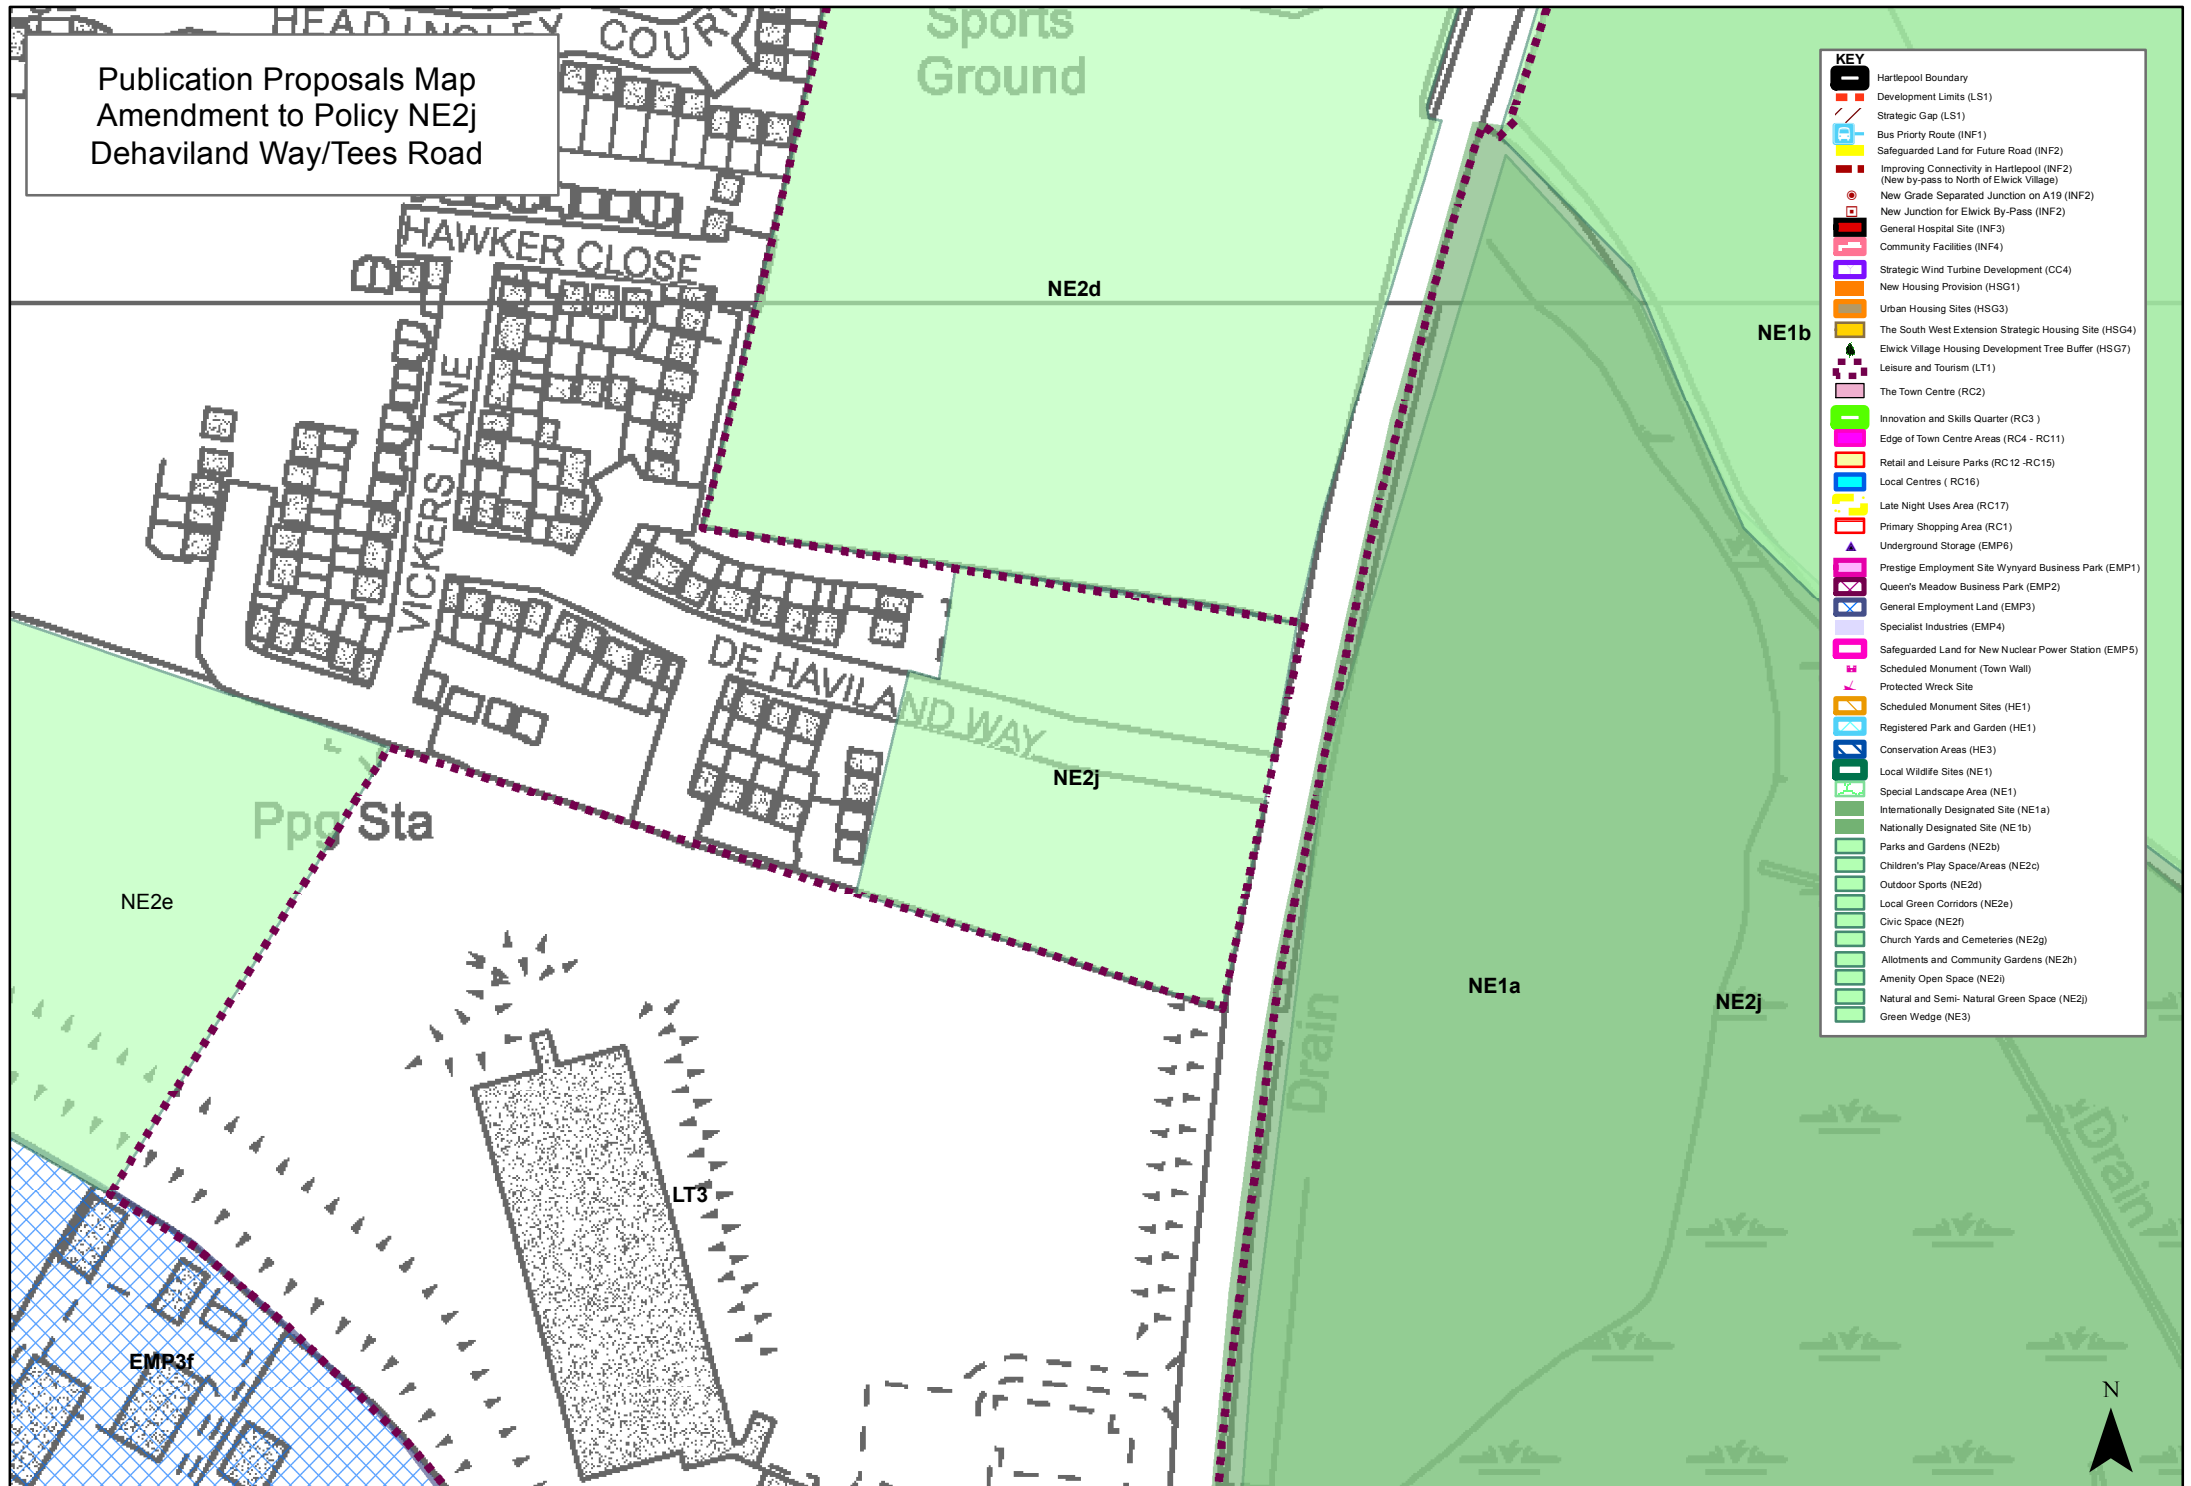 Publication Proposals Map
Amendment to Policy NE2j
Dehaviland Way/Tees Road
HEADINGLEY COURT
Sports
Ground
HAWKER CLOSE
VICKERS LANE
DE HAVILAND WAY
Ppg Sta
Drain
Drain
NE2d
NE1b
NE2j
NE2e
NE1a
NE2j
LT3
EMP3f
KEY
Hartlepool Boundary
Development Limits (LS1)
Strategic Gap (LS1)
Bus Priorty Route (INF1)
Safeguarded Land for Future Road (INF2)
Improving Connectivity in Hartlepool (INF2)
(New by-pass to North of Elwick Village)
New Grade Separated Junction on A19 (INF2)
New Junction for Elwick By-Pass (INF2)
General Hospital Site (INF3)
Community Facilities (INF4)
Strategic Wind Turbine Development (CC4)
New Housing Provision (HSG1)
Urban Housing Sites (HSG3)
The South West Extension Strategic Housing Site (HSG4)
Elwick Village Housing Development Tree Buffer (HSG7)
Leisure and Tourism (LT1)
The Town Centre (RC2)
Innovation and Skills Quarter (RC3 )
Edge of Town Centre Areas (RC4 - RC11)
Retail and Leisure Parks (RC12 -RC15)
Local Centres ( RC16)
Late Night Uses Area (RC17)
Primary Shopping Area (RC1)
Underground Storage (EMP6)
Prestige Employment Site Wynyard Business Park (EMP1)
Queen's Meadow Business Park (EMP2)
General Employment Land (EMP3)
Specialist Industries (EMP4)
Safeguarded Land for New Nuclear Power Station (EMP5)
Scheduled Monument (Town Wall)
Protected Wreck Site
Scheduled Monument Sites (HE1)
Registered Park and Garden (HE1)
Conservation Areas (HE3)
Local Wildlife Sites (NE1)
Special Landscape Area (NE1)
Internationally Designated Site (NE1a)
Nationally Designated Site (NE1b)
Parks and Gardens (NE2b)
Children's Play Space/Areas (NE2c)
Outdoor Sports (NE2d)
Local Green Corridors (NE2e)
Civic Space (NE2f)
Church Yards and Cemeteries (NE2g)
Allotments and Community Gardens (NE2h)
Amenity Open Space (NE2i)
Natural and Semi- Natural Green Space (NE2j)
Green Wedge (NE3)
N